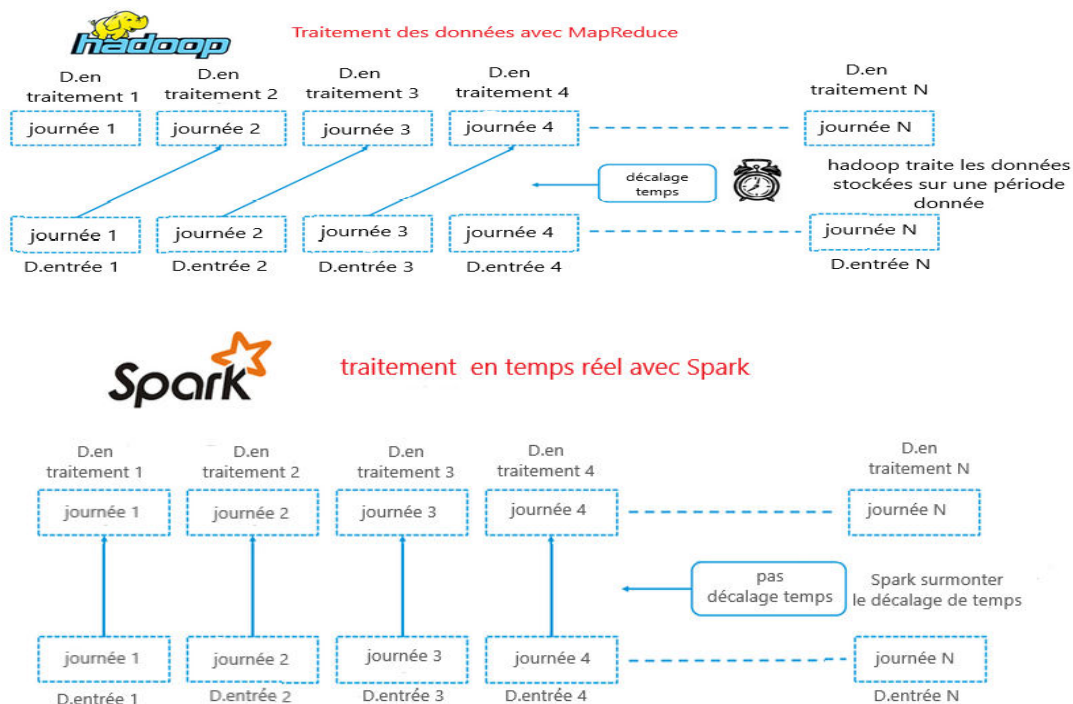 hadoop
Traitement des données avec MapReduce
D.en
traitement 1
D.en
traitement 2
D.en
traitement 3
D.en
traitement 4
D.en
traitement N
journée 1
journée 2
journée 3
journée 4
journée N
décalage
temps
hadoop traite les données
stockées sur une période
donnée
journée 1
journée 2
journée 3
journée 4
journée N
D.entrée 1
D.entrée 2
D.entrée 3
D.entrée 4
D.entrée N
Spark
traitement en temps réel avec Spark
D.en
traitement 1
D.en
traitement 2
D.en
traitement 3
D.en
traitement 4
D.en
traitement N
journée 1
journée 2
journée 3
journée 4
journée N
pas
décalage temps
Spark surmonter
le décalage de temps
journée 1
journée 2
journée 3
journée 4
journée N
D.entrée 1
D.entrée 2
D.entrée 3
D.entrée 4
D.entrée N